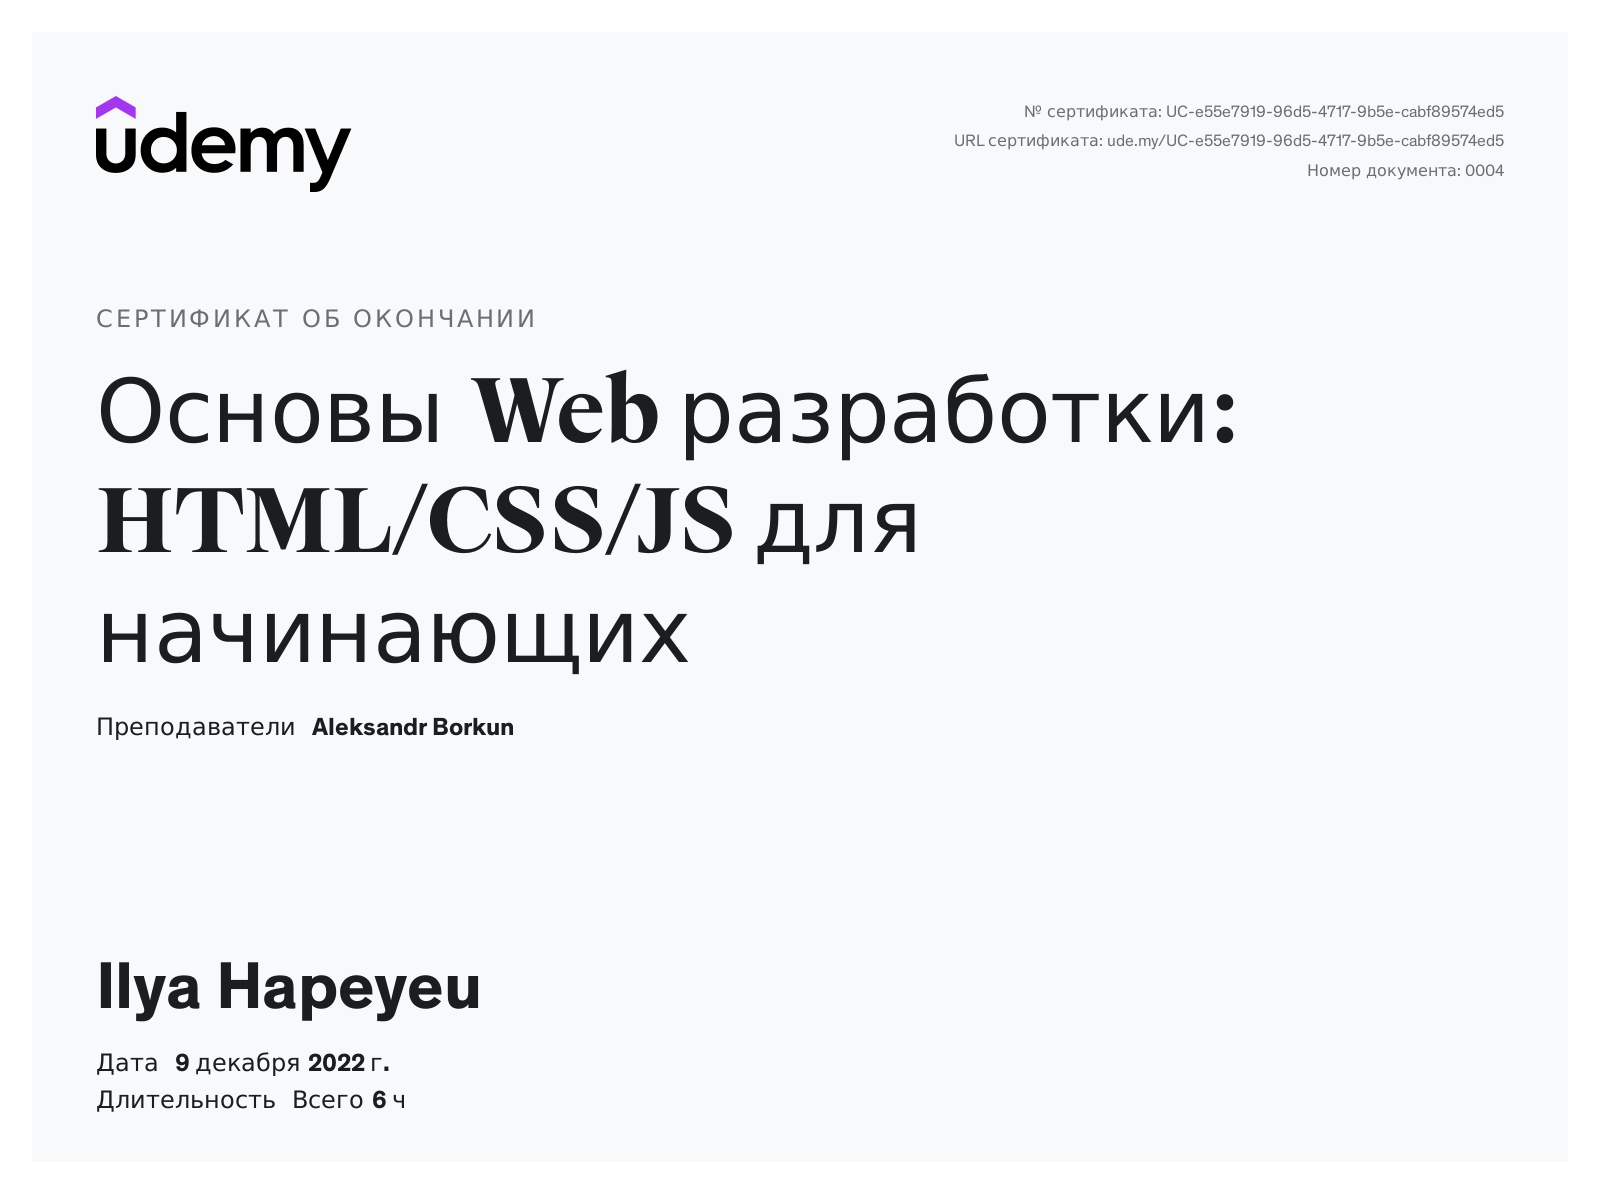 udemy
№ сертификата: UC-e55e7919-96d5-4717-9b5e-cabf89574ed5
URL сертификата: ude.my/UC-e55e7919-96d5-4717-9b5e-cabf89574ed5
Номер документа: 0004
СЕРТИФИКАТ ОБ ОКОНЧАНИИ
Основы Web разработки:
HTML/CSS/JS для
начинающих
Преподаватели Aleksandr Borkun
Ilya Hapeyeu
Дата 9 декабря 2022 г.
Длительность Всего 6 ч